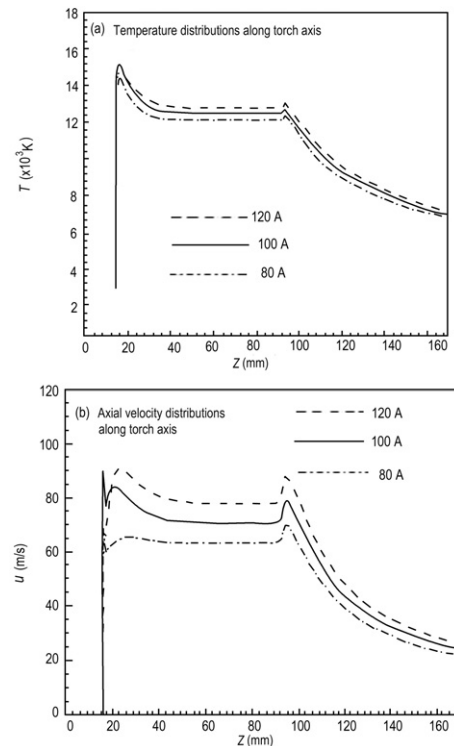 (a) Temperature distributions along torch axis
18
16
14
12
8
6
4
2
T (x10³K)
120 A
100 A
80 A
0 20 40 60 80 100 120 140 160
Z (mm)
(b) Axial velocity distributions
along torch axis
120
100
80
60
40
20
0
u (m/s)
120 A
100 A
80 A
0 20 40 60 80 100 120 140 160
Z (mm)